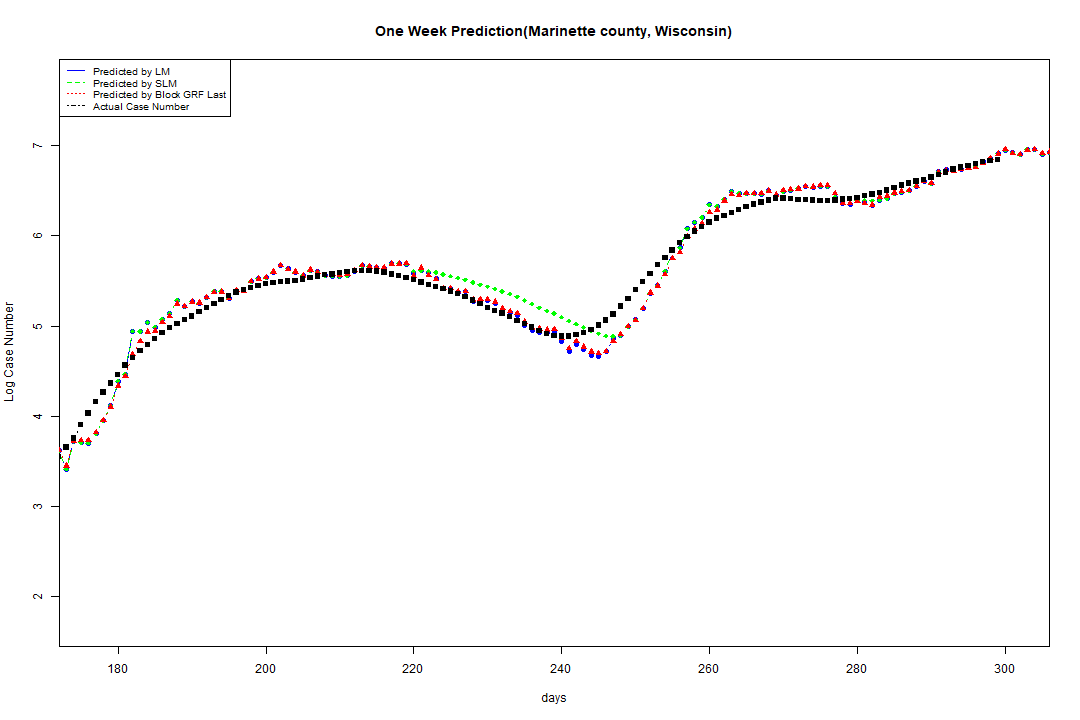 One Week Prediction(Marinette county, Wisconsin)
Predicted by LM
Predicted by SLM
Predicted by Block GRF Last
Actual Case Number
7
6
5
4
3
2
Log Case Number
180 200 220 240 260 280 300
days